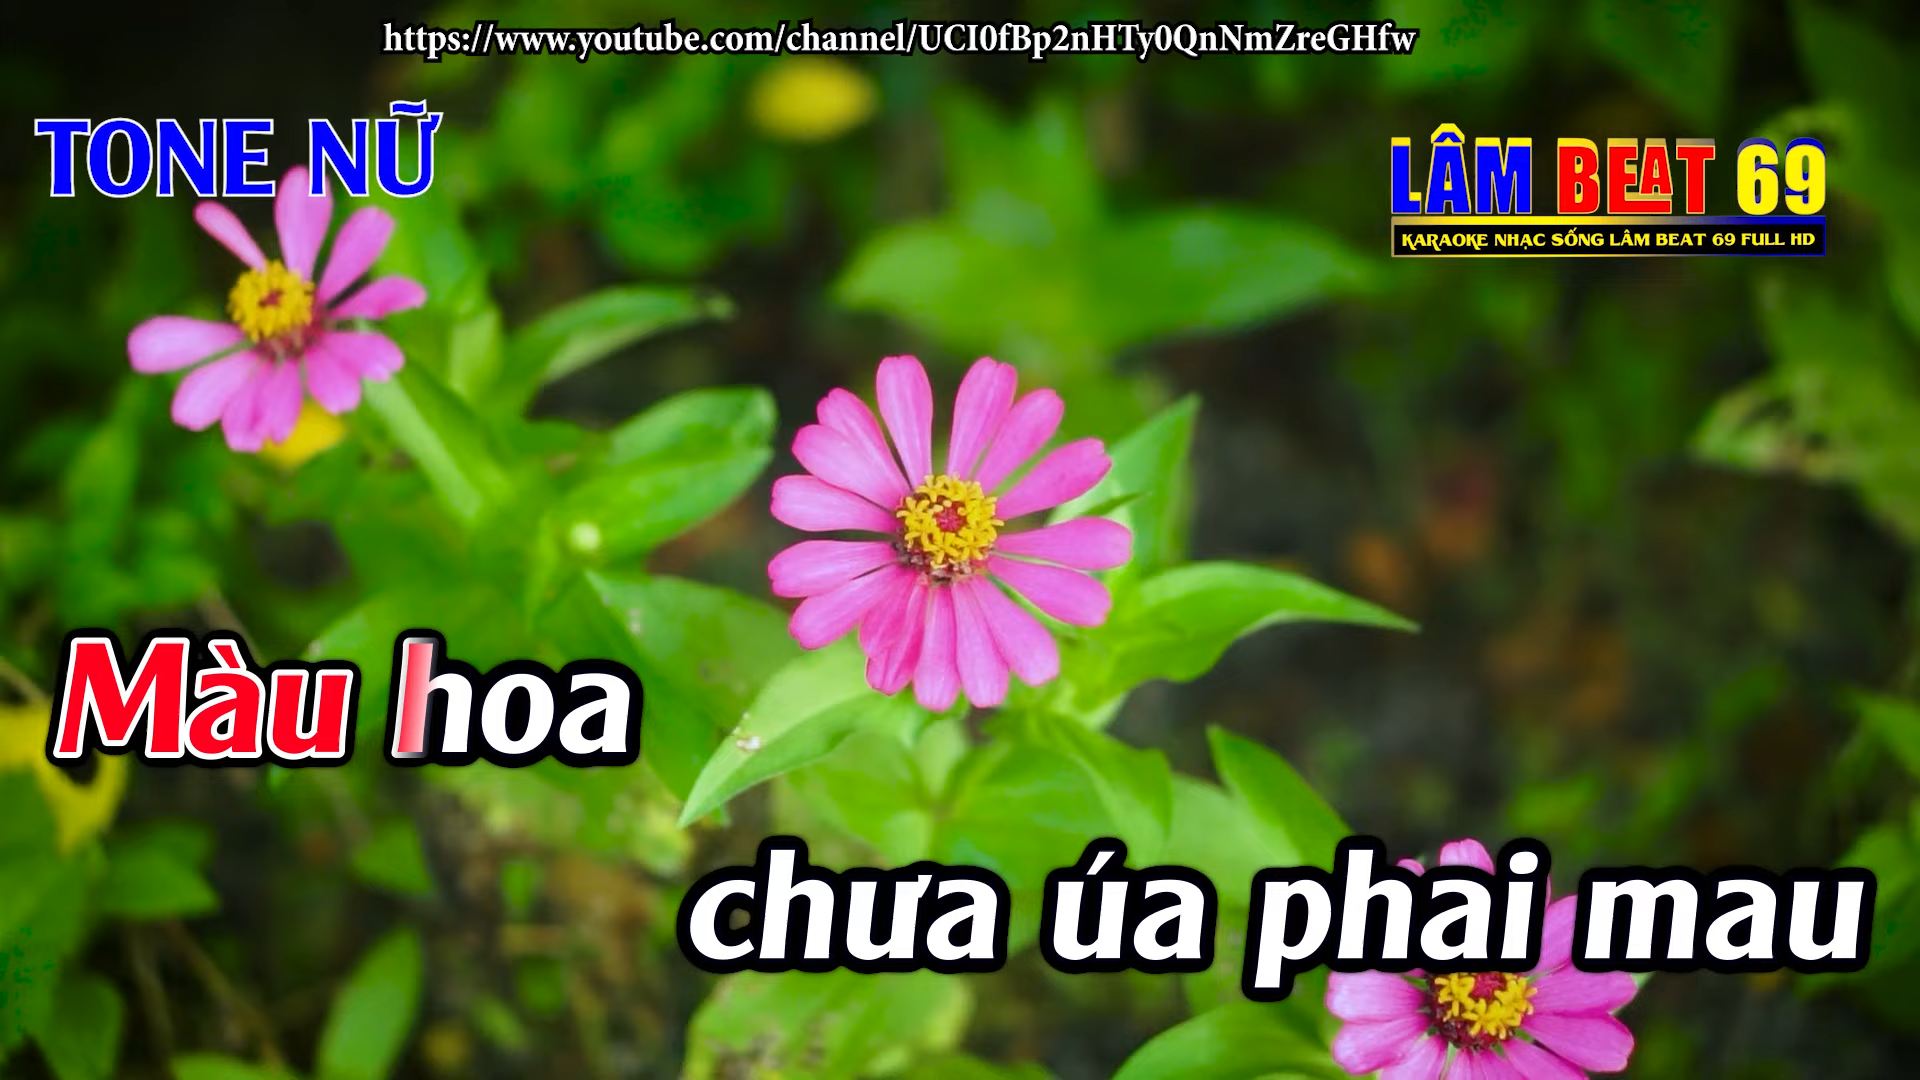 https://www.youtube.com/channel/UCI0fBp2nHTy0QnNmZreGHfw
TONE NỮ
LÂM BEAT 69
KARAOKE NHẠC SỐNG LÂM BEAT 69 FULL HD
Màu hoa
chưa úa phai mau